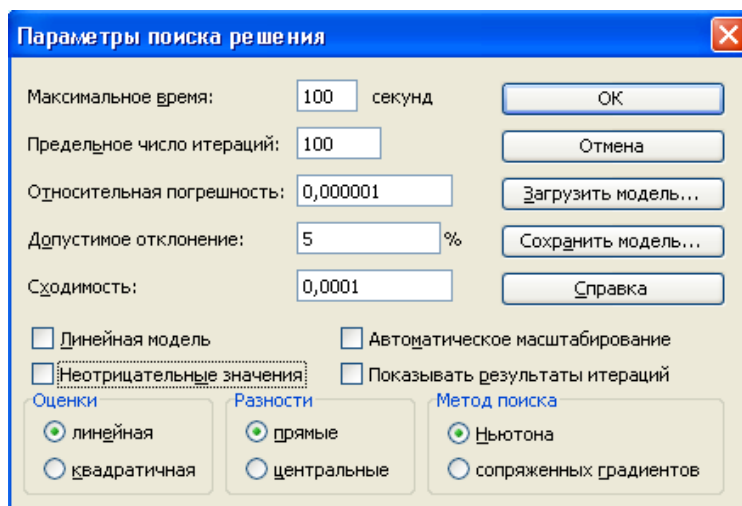 Параметры поиска решения
Максимальное время: 100 секунд ОК
Предельное число итераций: 100 Отмена
Относительная погрешность: 0,000001 Загрузить модель...
Допустимое отклонение: 5 % Сохранить модель...
Сходимость: 0,0001 Справка
Линейная модель Автоматическое масштабирование
Неотрицательные значения Показывать результаты итераций
Оценки Разности Метод поиска
линейная прямые Ньютона
квадратичная центральные сопряженных градиентов